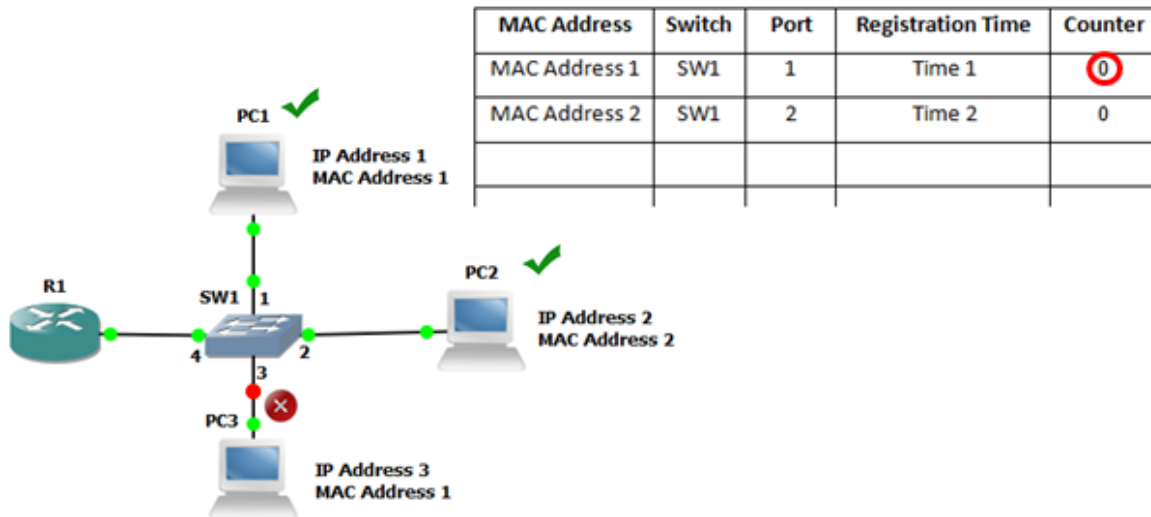 MAC Address Switch Port Registration Time Counter
MAC Address 1 SW1 1 Time 1 0
MAC Address 2 SW1 2 Time 2 0
PC1
IP Address 1
MAC Address 1
R1
SW1 1
4
2
3
PC2
IP Address 2
MAC Address 2
PC3
IP Address 3
MAC Address 1